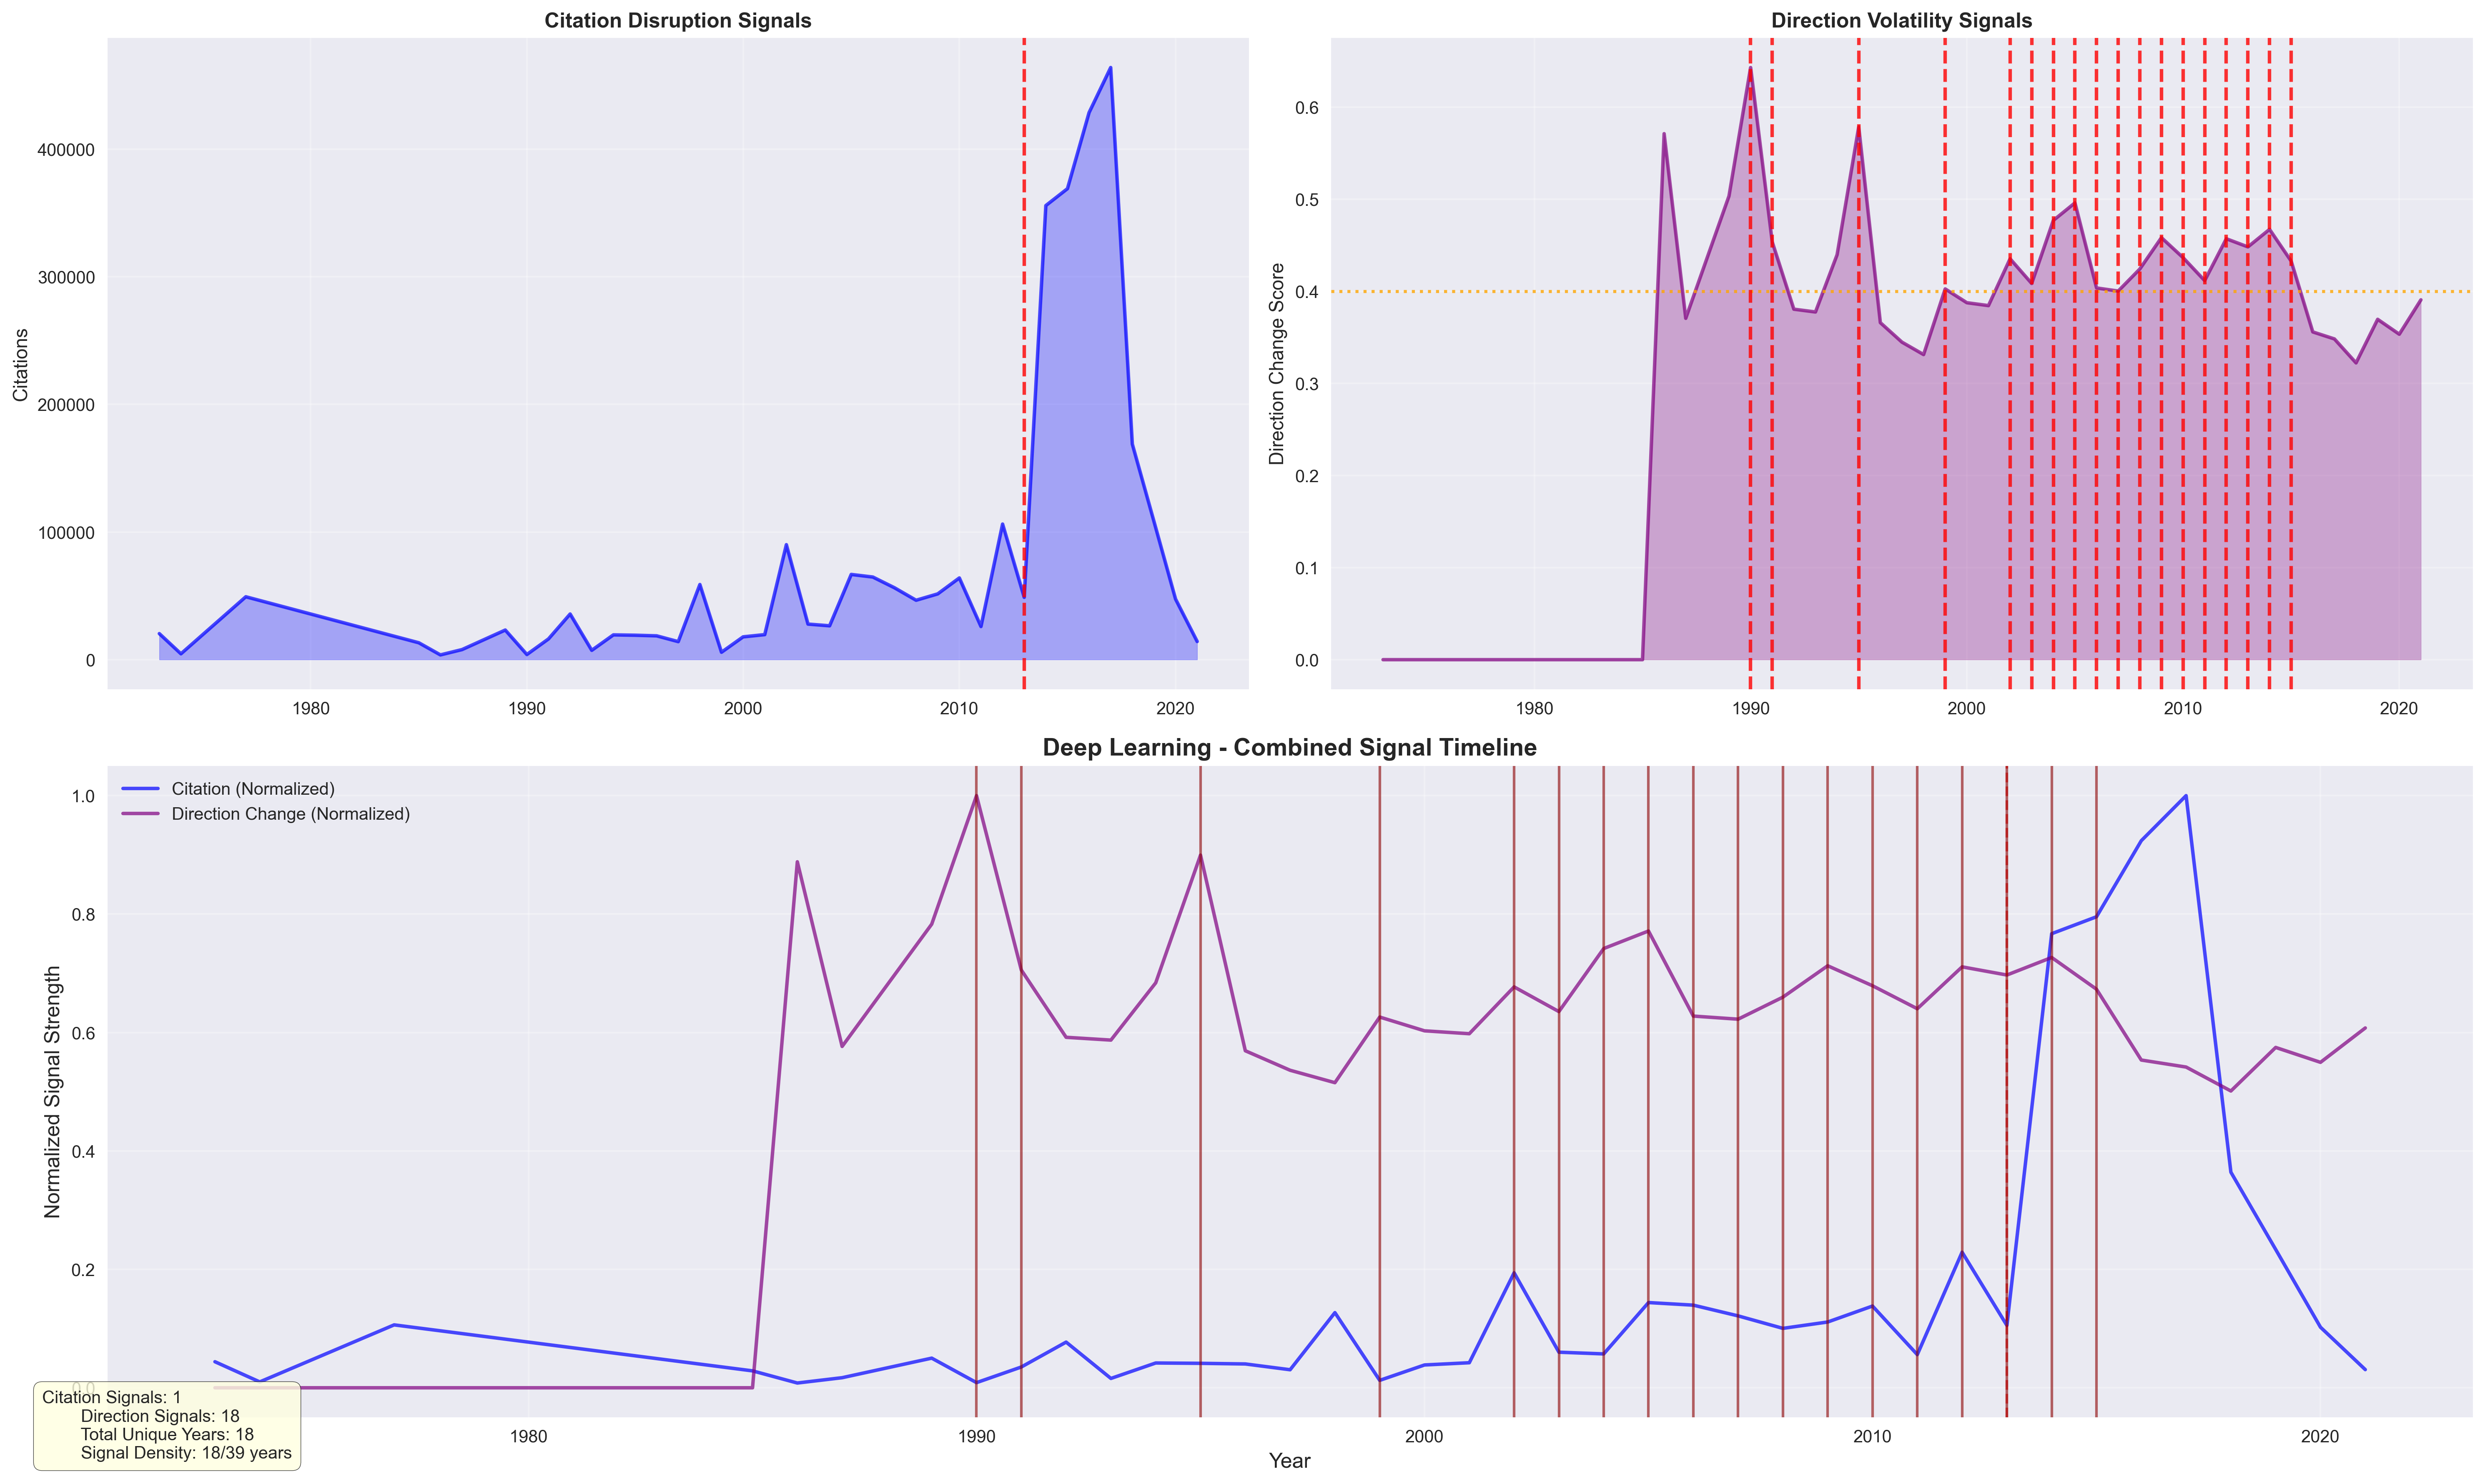 Citation Disruption Signals
Citations
400000
300000
200000
100000
0
1980
1990
2000
2010
2020
Direction Volatility Signals
Direction Change Score
0.6
0.5
0.4
0.3
0.2
0.1
0.0
1980
1990
2000
2010
2020
Deep Learning - Combined Signal Timeline
Citation (Normalized)
Direction Change (Normalized)
Normalized Signal Strength
1.0
0.8
0.6
0.4
0.2
0.0
Citation Signals: 1
Direction Signals: 18
Total Unique Years: 18
Signal Density: 18/39 years
1980
1990
2000
2010
2020
Year